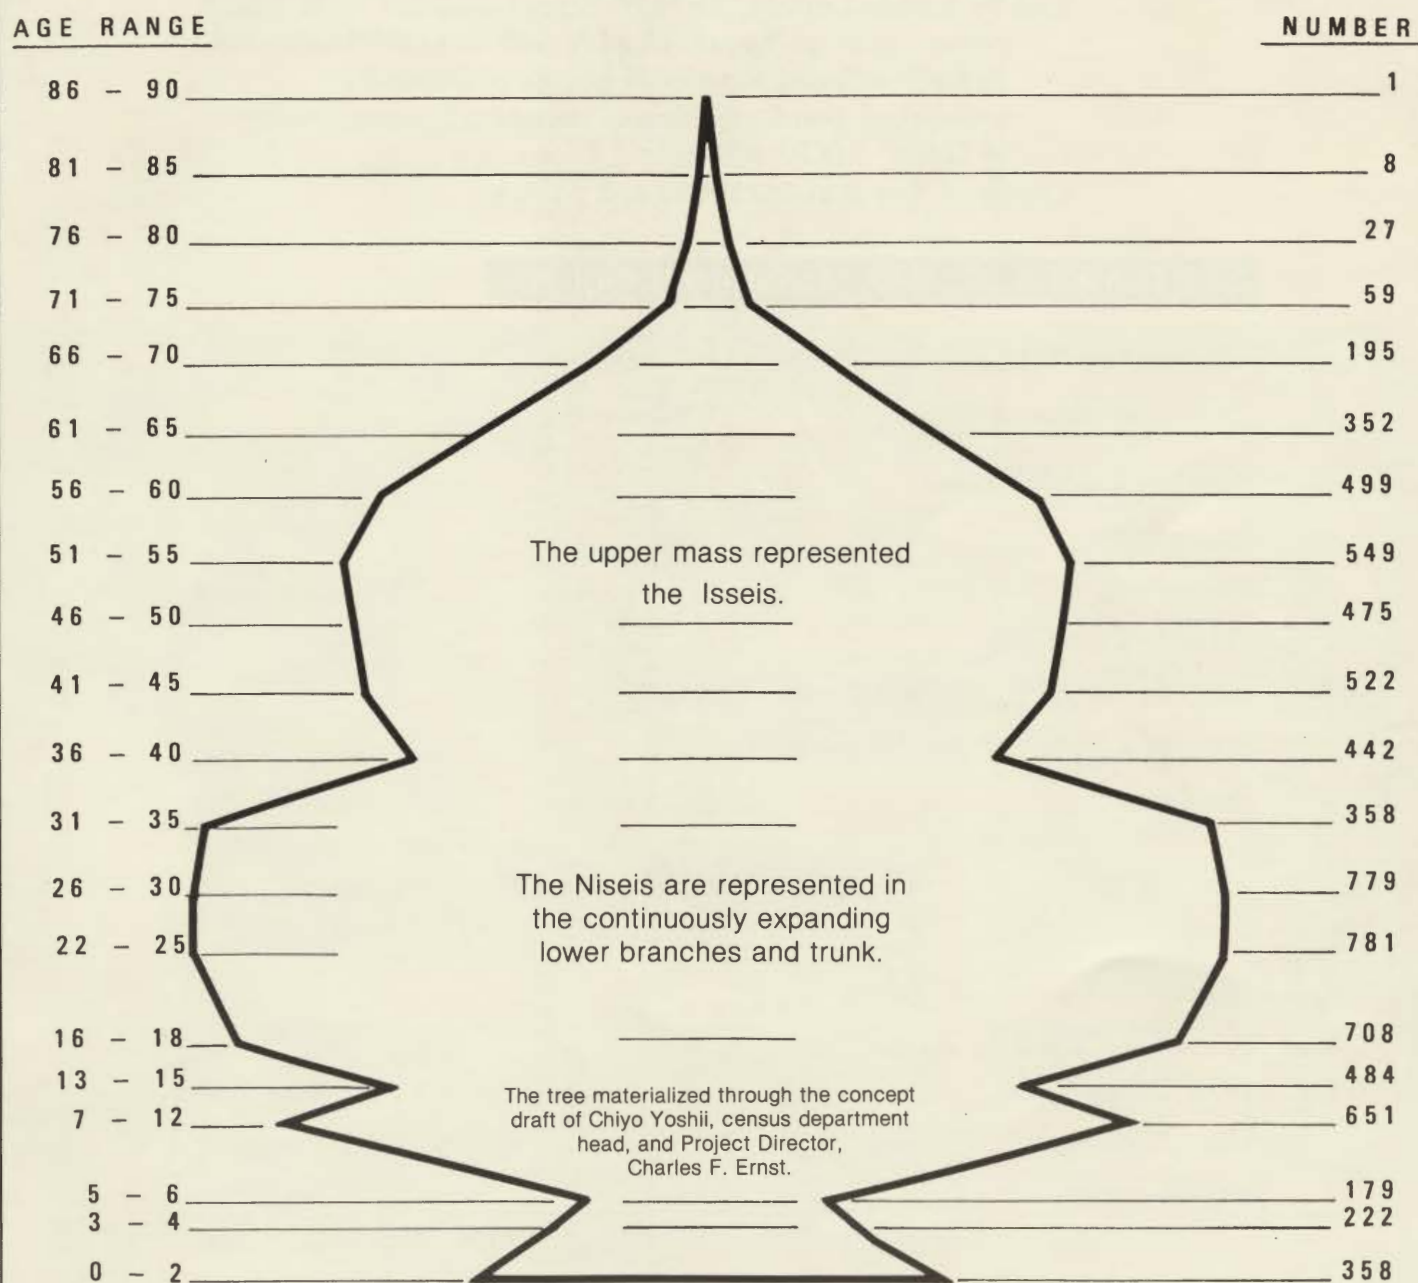 AGE RANGE NUMBER
86 – 90 1
81 – 85 8
76 – 80 27
71 – 75 59
66 – 70 195
61 – 65 352
56 – 60 499
51 – 55 549
The upper mass represented
the Isseis.
46 – 50 475
41 – 45 522
36 – 40 442
31 – 35 358
26 – 30 779
The Niseis are represented in
the continuously expanding
lower branches and trunk.
22 – 25 781
16 – 18 708
13 – 15 484
7 – 12 651
The tree materialized through the concept
draft of Chiyo Yoshii, census department
head, and Project Director,
Charles F. Ernst.
5 – 6 179
3 – 4 222
0 – 2 358